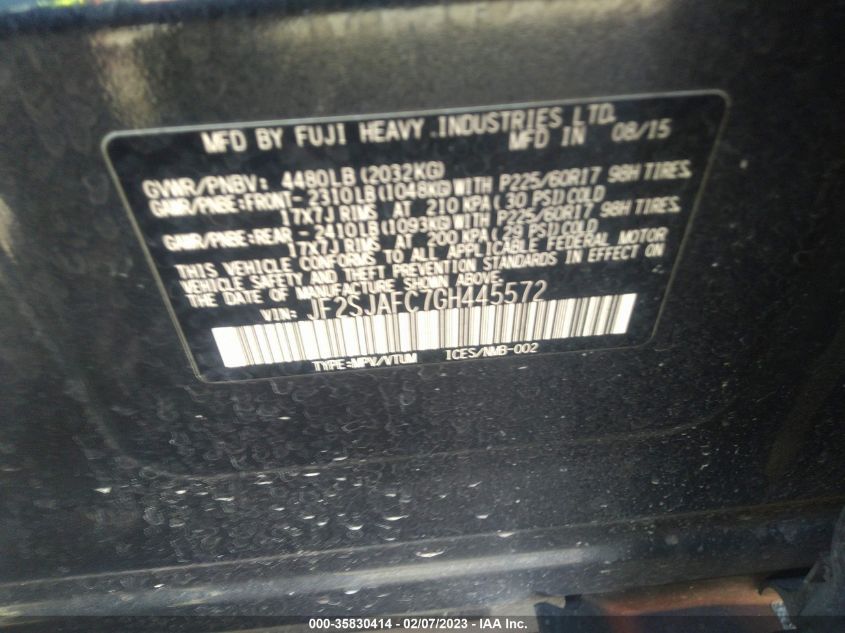 MFD BY FUJI HEAVY INDUSTRIES LTD.
MFD IN 08/15
GVWR/PNBV: 4480LB (2032KG)
GAWR/PNBE:FRONT- 2310LB(1048KG)WITH P225/60R17 98H TIRES
17X7J RIMS AT 210 KPA( 30 PSI)COLD
GAWR/PNBE:REAR - 2410LB(1093KG)WITH P225/60R17 98H TIRES
17X7J RIMS AT 200 KPA( 29 PSI)COLD
THIS VEHICLE CONFORMS TO ALL APPLICABLE FEDERAL MOTOR
VEHICLE SAFETY AND THEFT PREVENTION STANDARDS IN EFFECT ON
THE DATE OF MANUFACTURE SHOWN ABOVE.
VIN: JF2SJAFC7GH445572
TYPE:MPV/VTUM ICES/NMB-002
000-35830414 - 02/07/2023 - IAA Inc.